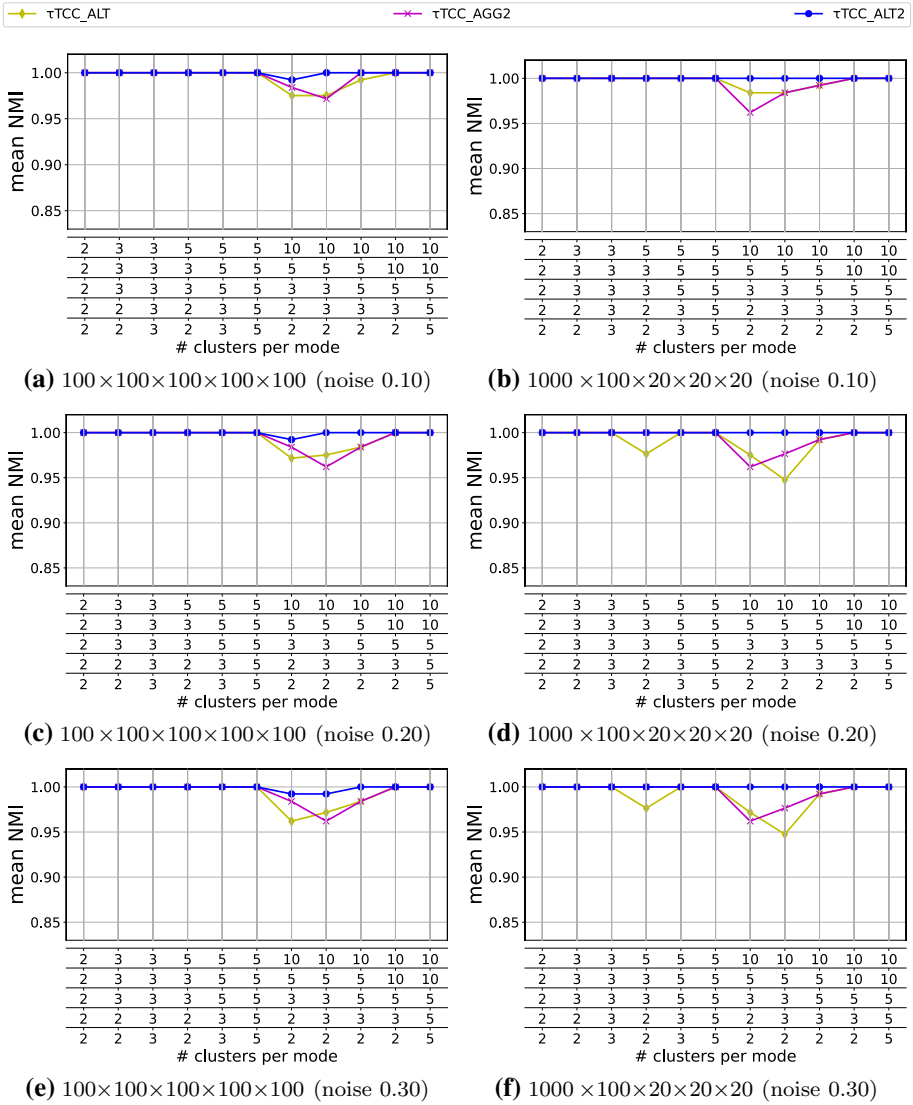 τTCC_ALT τTCC_AGG2 τTCC_ALT2
1.00
0.95
0.90
0.85
mean NMI
2 3 3 5 5 5 10 10 10 10 10
2 3 3 5 5 5 5 5 5 10 10
2 3 3 3 5 5 3 3 5 5 5
2 2 3 2 3 5 2 3 3 3 5
2 2 3 2 3 5 2 2 2 2 5
# clusters per mode
(a) 100×100×100×100×100 (noise 0.10)
1.00
0.95
0.90
0.85
mean NMI
2 3 3 5 5 5 10 10 10 10 10
2 3 3 5 5 5 5 5 5 10 10
2 3 3 3 5 5 3 3 5 5 5
2 2 3 2 3 5 2 3 3 3 5
2 2 3 2 3 5 2 2 2 2 5
# clusters per mode
(b) 1000 ×100×20×20×20 (noise 0.10)
1.00
0.95
0.90
0.85
mean NMI
2 3 3 5 5 5 10 10 10 10 10
2 3 3 5 5 5 5 5 5 10 10
2 3 3 3 5 5 3 3 5 5 5
2 2 3 2 3 5 2 3 3 3 5
2 2 3 2 3 5 2 2 2 2 5
# clusters per mode
(c) 100×100×100×100×100 (noise 0.20)
1.00
0.95
0.90
0.85
mean NMI
2 3 3 5 5 5 10 10 10 10 10
2 3 3 5 5 5 5 5 5 10 10
2 3 3 3 5 5 3 3 5 5 5
2 2 3 2 3 5 2 3 3 3 5
2 2 3 2 3 5 2 2 2 2 5
# clusters per mode
(d) 1000 ×100×20×20×20 (noise 0.20)
1.00
0.95
0.90
0.85
mean NMI
2 3 3 5 5 5 10 10 10 10 10
2 3 3 5 5 5 5 5 5 10 10
2 3 3 3 5 5 3 3 5 5 5
2 2 3 2 3 5 2 3 3 3 5
2 2 3 2 3 5 2 2 2 2 5
# clusters per mode
(e) 100×100×100×100×100 (noise 0.30)
1.00
0.95
0.90
0.85
mean NMI
2 3 3 5 5 5 10 10 10 10 10
2 3 3 5 5 5 5 5 5 10 10
2 3 3 3 5 5 3 3 5 5 5
2 2 3 2 3 5 2 3 3 3 5
2 2 3 2 3 5 2 2 2 2 5
# clusters per mode
(f) 1000 ×100×20×20×20 (noise 0.30)